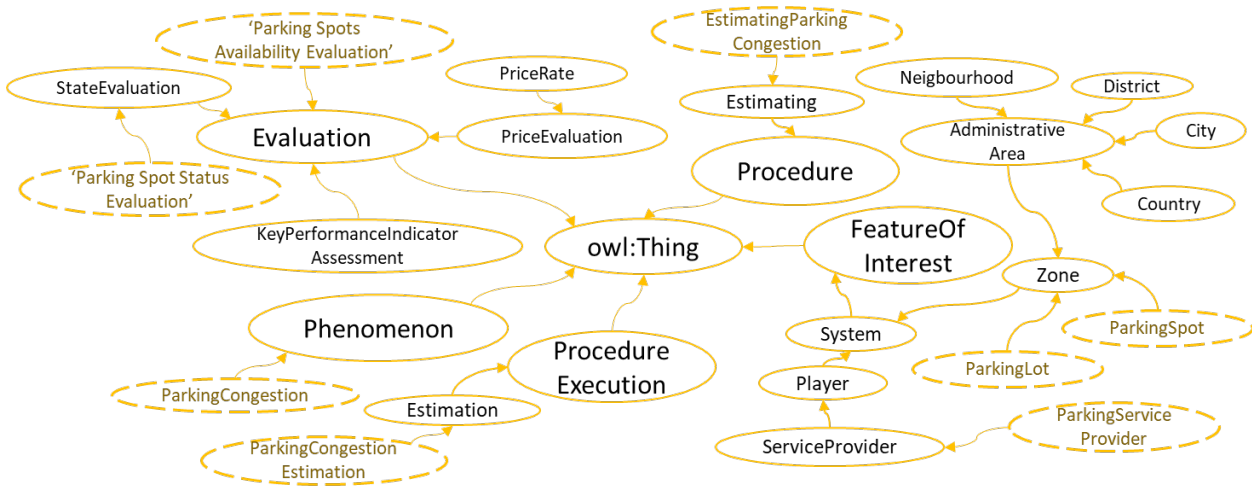 ‘Parking Spots
Availability Evaluation’
EstimatingParking
Congestion
StateEvaluation
PriceRate
Neigbourhood
District
Estimating
Evaluation
PriceEvaluation
Administrative
Area
City
‘Parking Spot Status
Evaluation’
Procedure
Country
KeyPerformanceIndicator
Assessment
owl:Thing
FeatureOf
Interest
Zone
Phenomenon
System
ParkingSpot
Procedure
Execution
ParkingLot
ParkingCongestion
Estimation
Player
ParkingService
Provider
ParkingCongestion
Estimation
ServiceProvider